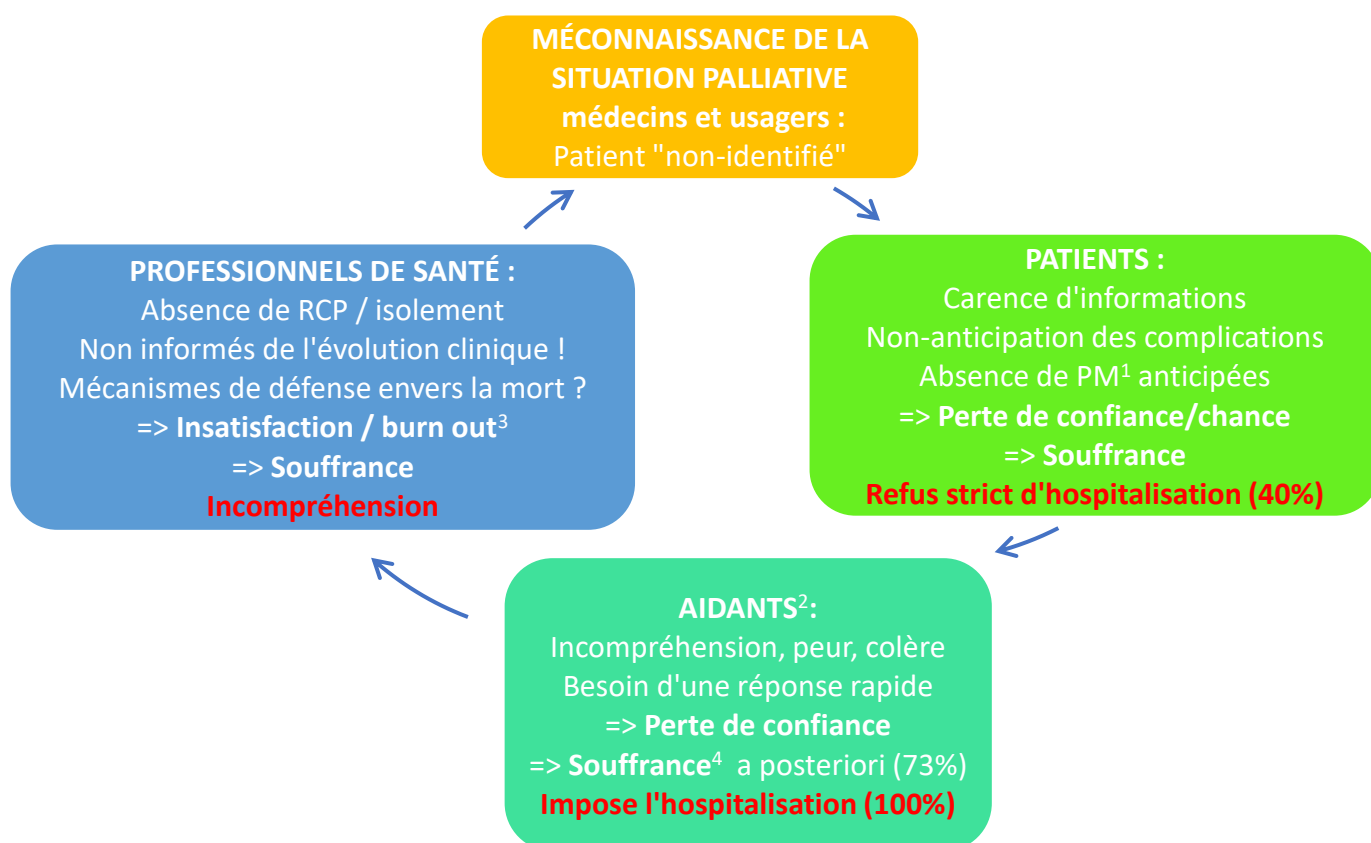 MÉCONNAISSANCE DE LA
SITUATION PALLIATIVE
médecins et usagers :
Patient "non-identifié"
PROFESSIONNELS DE SANTÉ :
Absence de RCP / isolement
Non informés de l'évolution clinique !
Mécanismes de défense envers la mort ?
=> Insatisfaction / burn out³
=> Souffrance
Incompréhension
PATIENTS :
Carence d'informations
Non-anticipation des complications
Absence de PM¹ anticipées
=> Perte de confiance/chance
=> Souffrance
Refus strict d'hospitalisation (40%)
AIDANTS²:
Incompréhension, peur, colère
Besoin d'une réponse rapide
=> Perte de confiance
=> Souffrance⁴ a posteriori (73%)
Impose l'hospitalisation (100%)